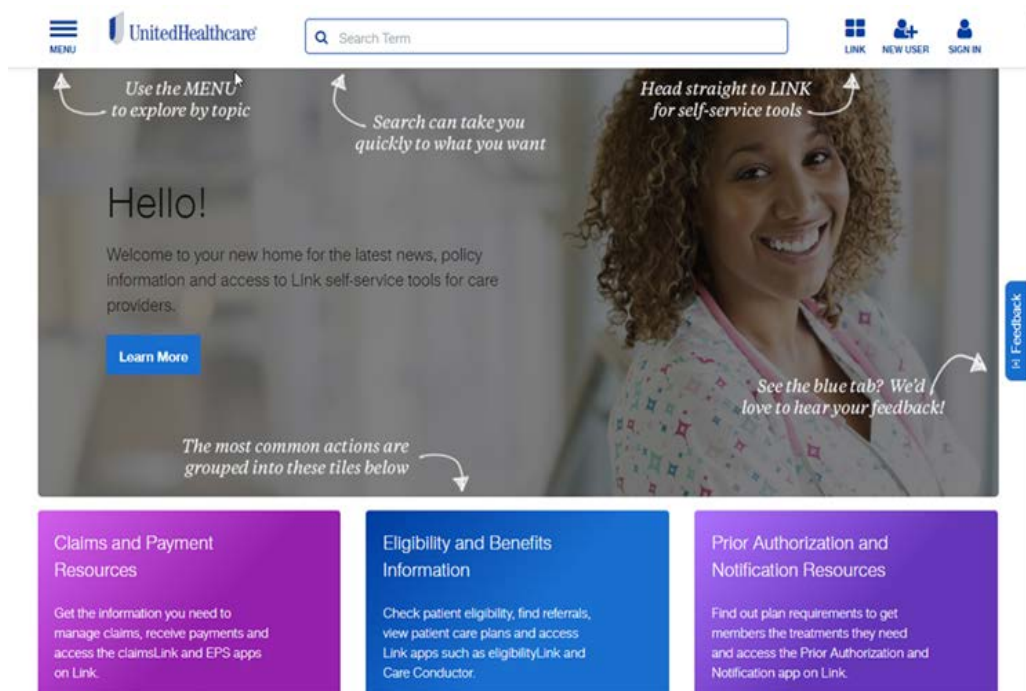 UnitedHealthcare®
Search Term
MENU
LINK
NEW USER
SIGN IN
Use the MENU
to explore by topic
Search can take you
quickly to what you want
Head straight to LINK
for self-service tools
Hello!
Welcome to your new home for the latest news, policy
information and access to Link self-service tools for care
providers.
Learn More
[+] Feedback
See the blue tab? We'd
love to hear your feedback!
The most common actions are
grouped into these tiles below
Claims and Payment
Resources
Get the information you need to
manage claims, receive payments and
access the claimsLink and EPS apps
on Link.
Eligibility and Benefits
Information
Check patient eligibility, find referrals,
view patient care plans and access
Link apps such as eligibilityLink and
Care Conductor.
Prior Authorization and
Notification Resources
Find out plan requirements to get
members the treatments they need
and access the Prior Authorization and
Notification app on Link.